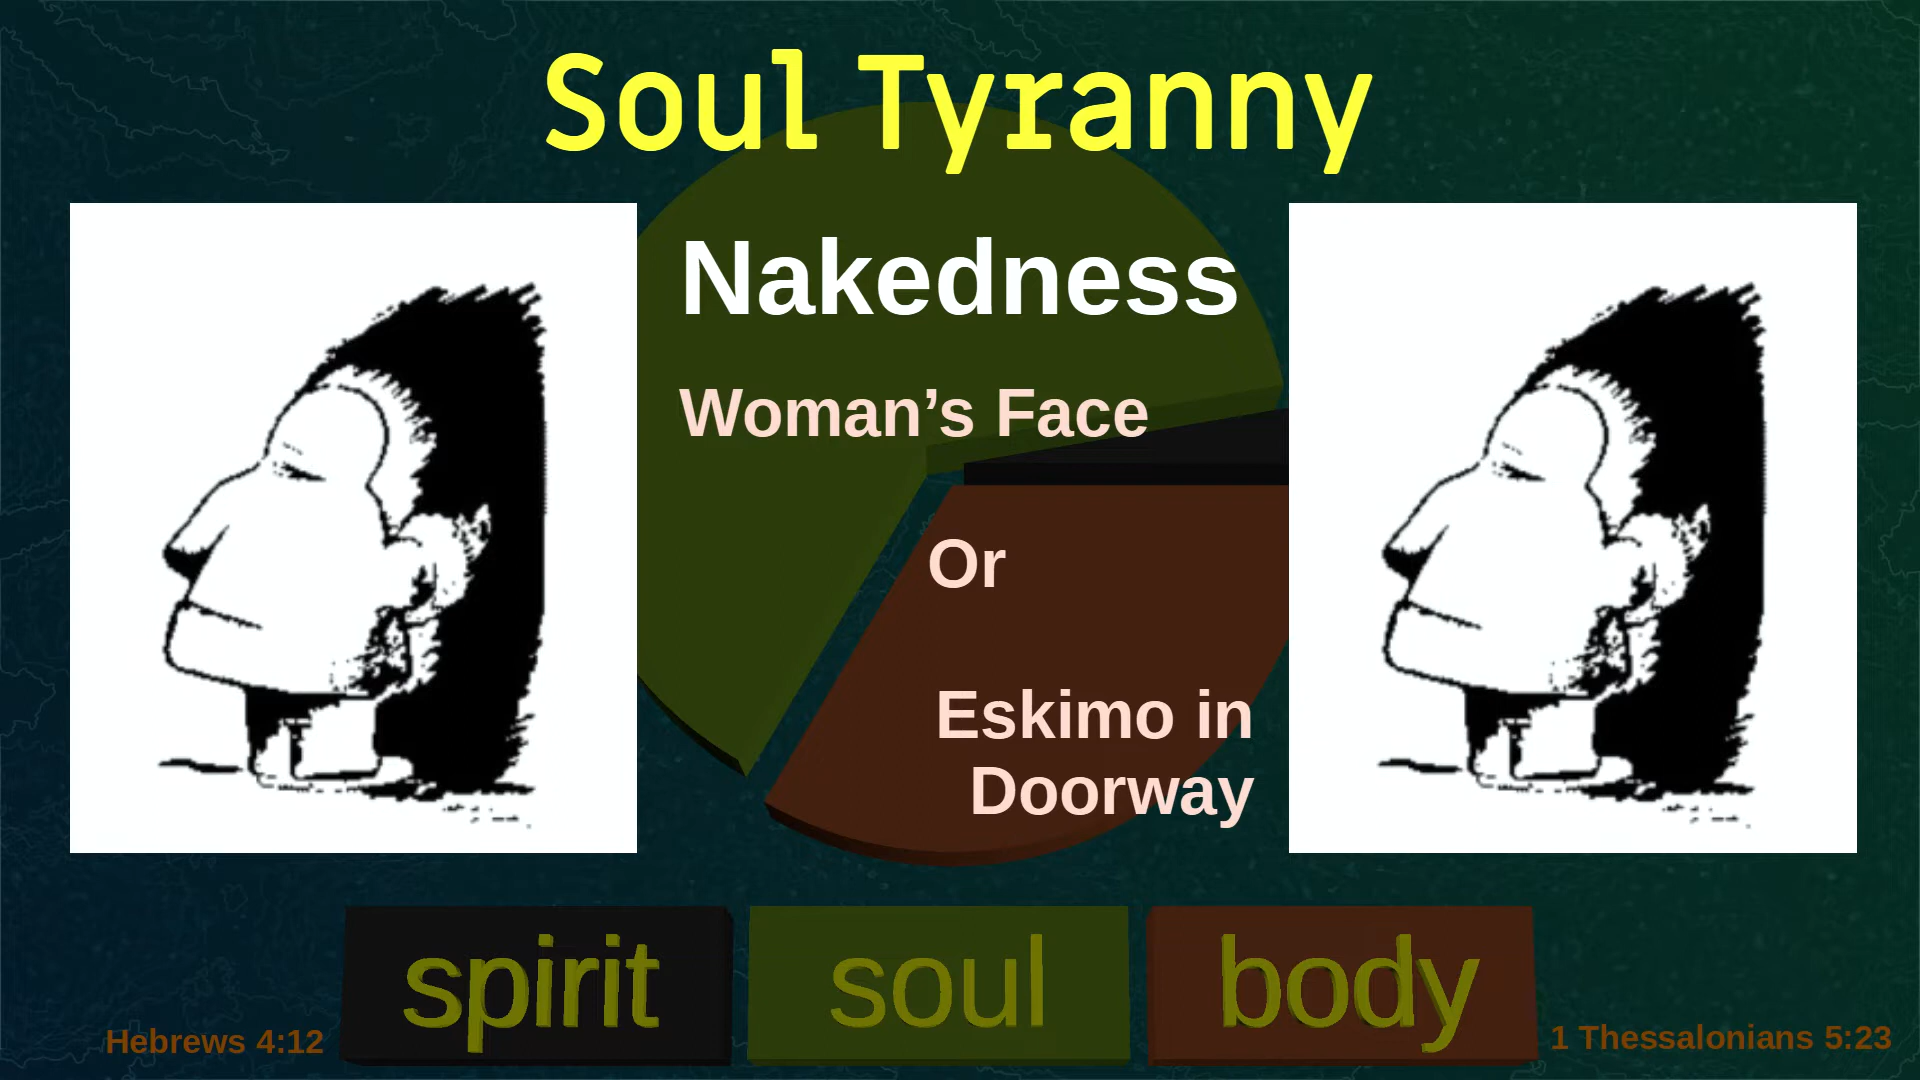 Soul Tyranny
Nakedness
Woman’s Face
Or
Eskimo in
Doorway
spirit
soul
body
Hebrews 4:12
1 Thessalonians 5:23